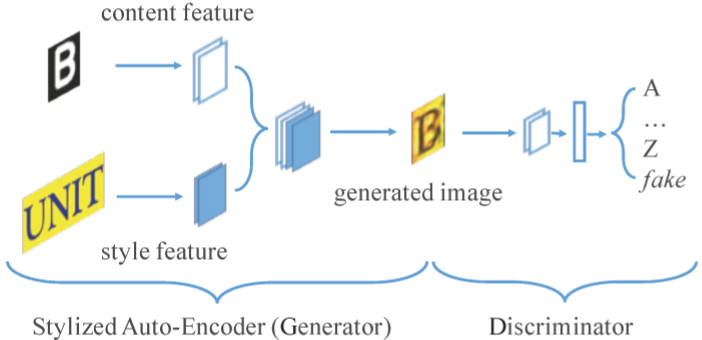 content feature
B
UNIT
style feature
B
generated image
A
...
Z
fake
Stylized Auto-Encoder (Generator)
Discriminator